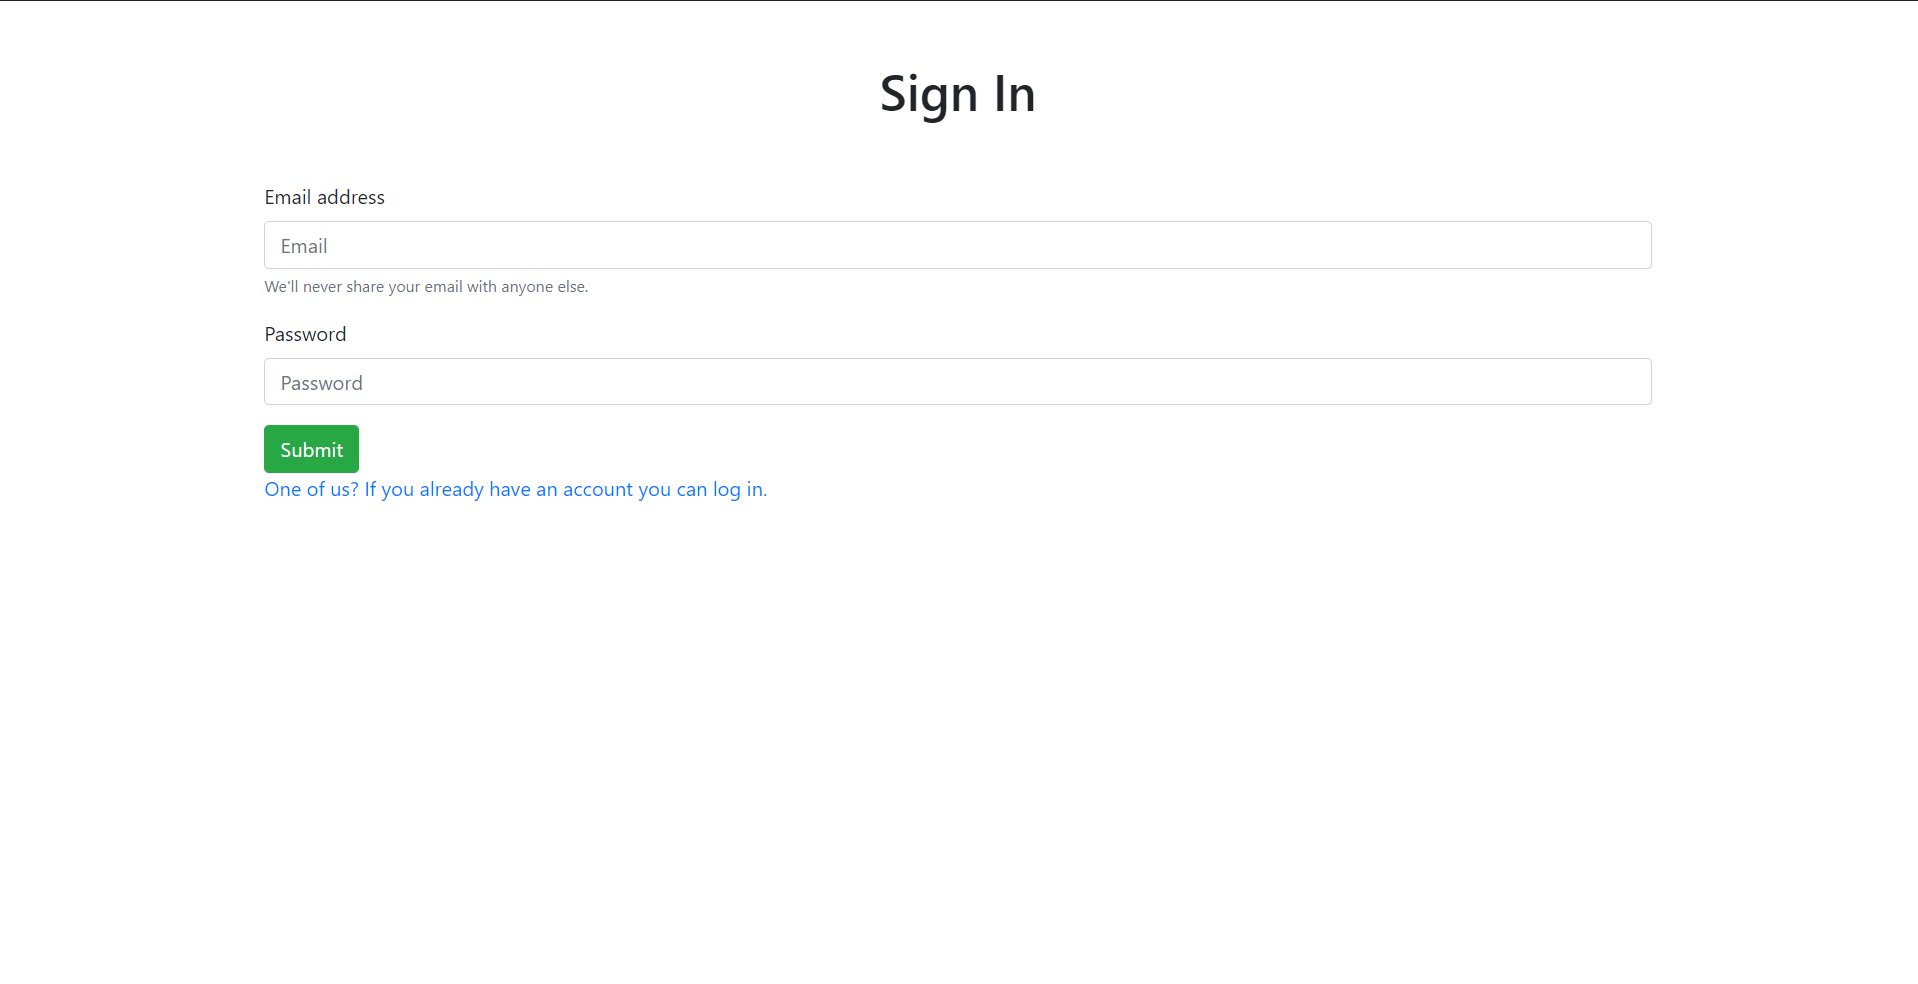 Sign In
Email address
Email
We'll never share your email with anyone else.
Password
Password
Submit
One of us? If you already have an account you can log in.